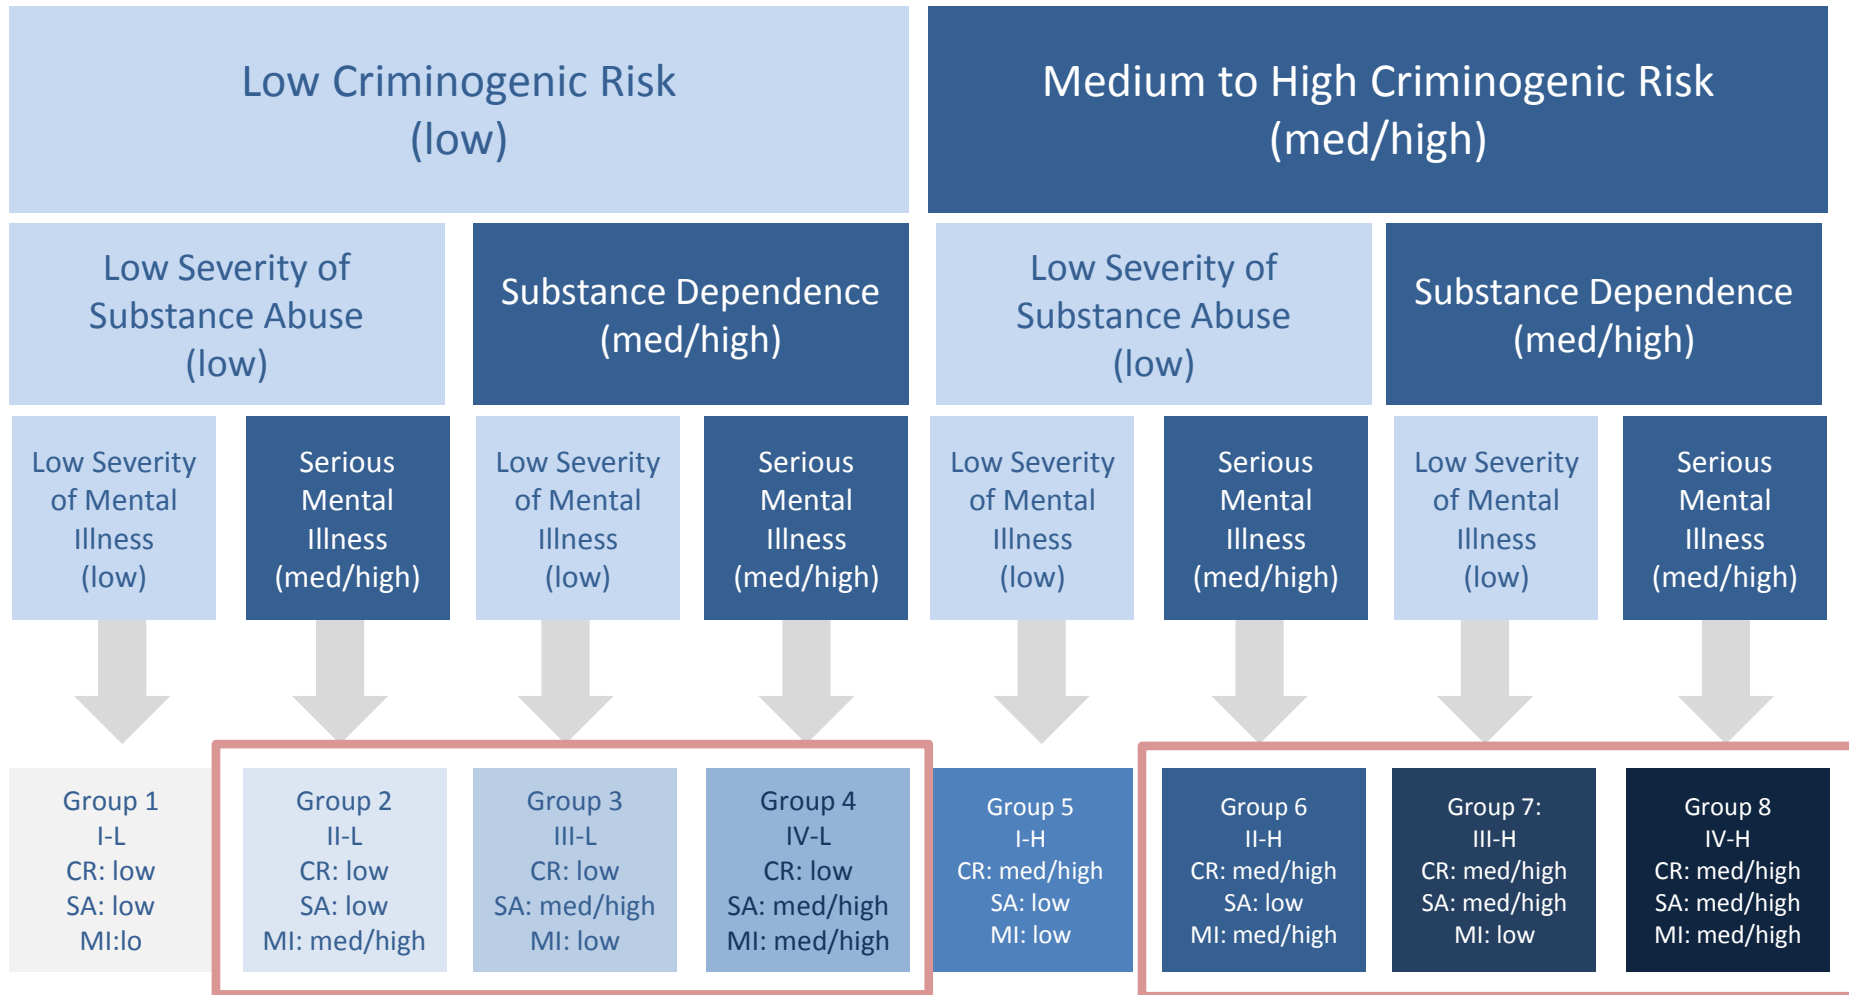 Low Criminogenic Risk
(low)
Medium to High Criminogenic Risk
(med/high)
Low Severity of
Substance Abuse
(low)
Substance Dependence
(med/high)
Low Severity of
Substance Abuse
(low)
Substance Dependence
(med/high)
Low Severity
of Mental
Illness
(low)
Serious
Mental
Illness
(med/high)
Low Severity
of Mental
Illness
(low)
Serious
Mental
Illness
(med/high)
Low Severity
of Mental
Illness
(low)
Serious
Mental
Illness
(med/high)
Low Severity
of Mental
Illness
(low)
Serious
Mental
Illness
(med/high)
Group 1
I-L
CR: low
SA: low
MI:lo
Group 2
II-L
CR: low
SA: low
MI: med/high
Group 3
III-L
CR: low
SA: med/high
MI: low
Group 4
IV-L
CR: low
SA: med/high
MI: med/high
Group 5
I-H
CR: med/high
SA: low
MI: low
Group 6
II-H
CR: med/high
SA: low
MI: med/high
Group 7:
III-H
CR: med/high
SA: med/high
MI: low
Group 8
IV-H
CR: med/high
SA: med/high
MI: med/high